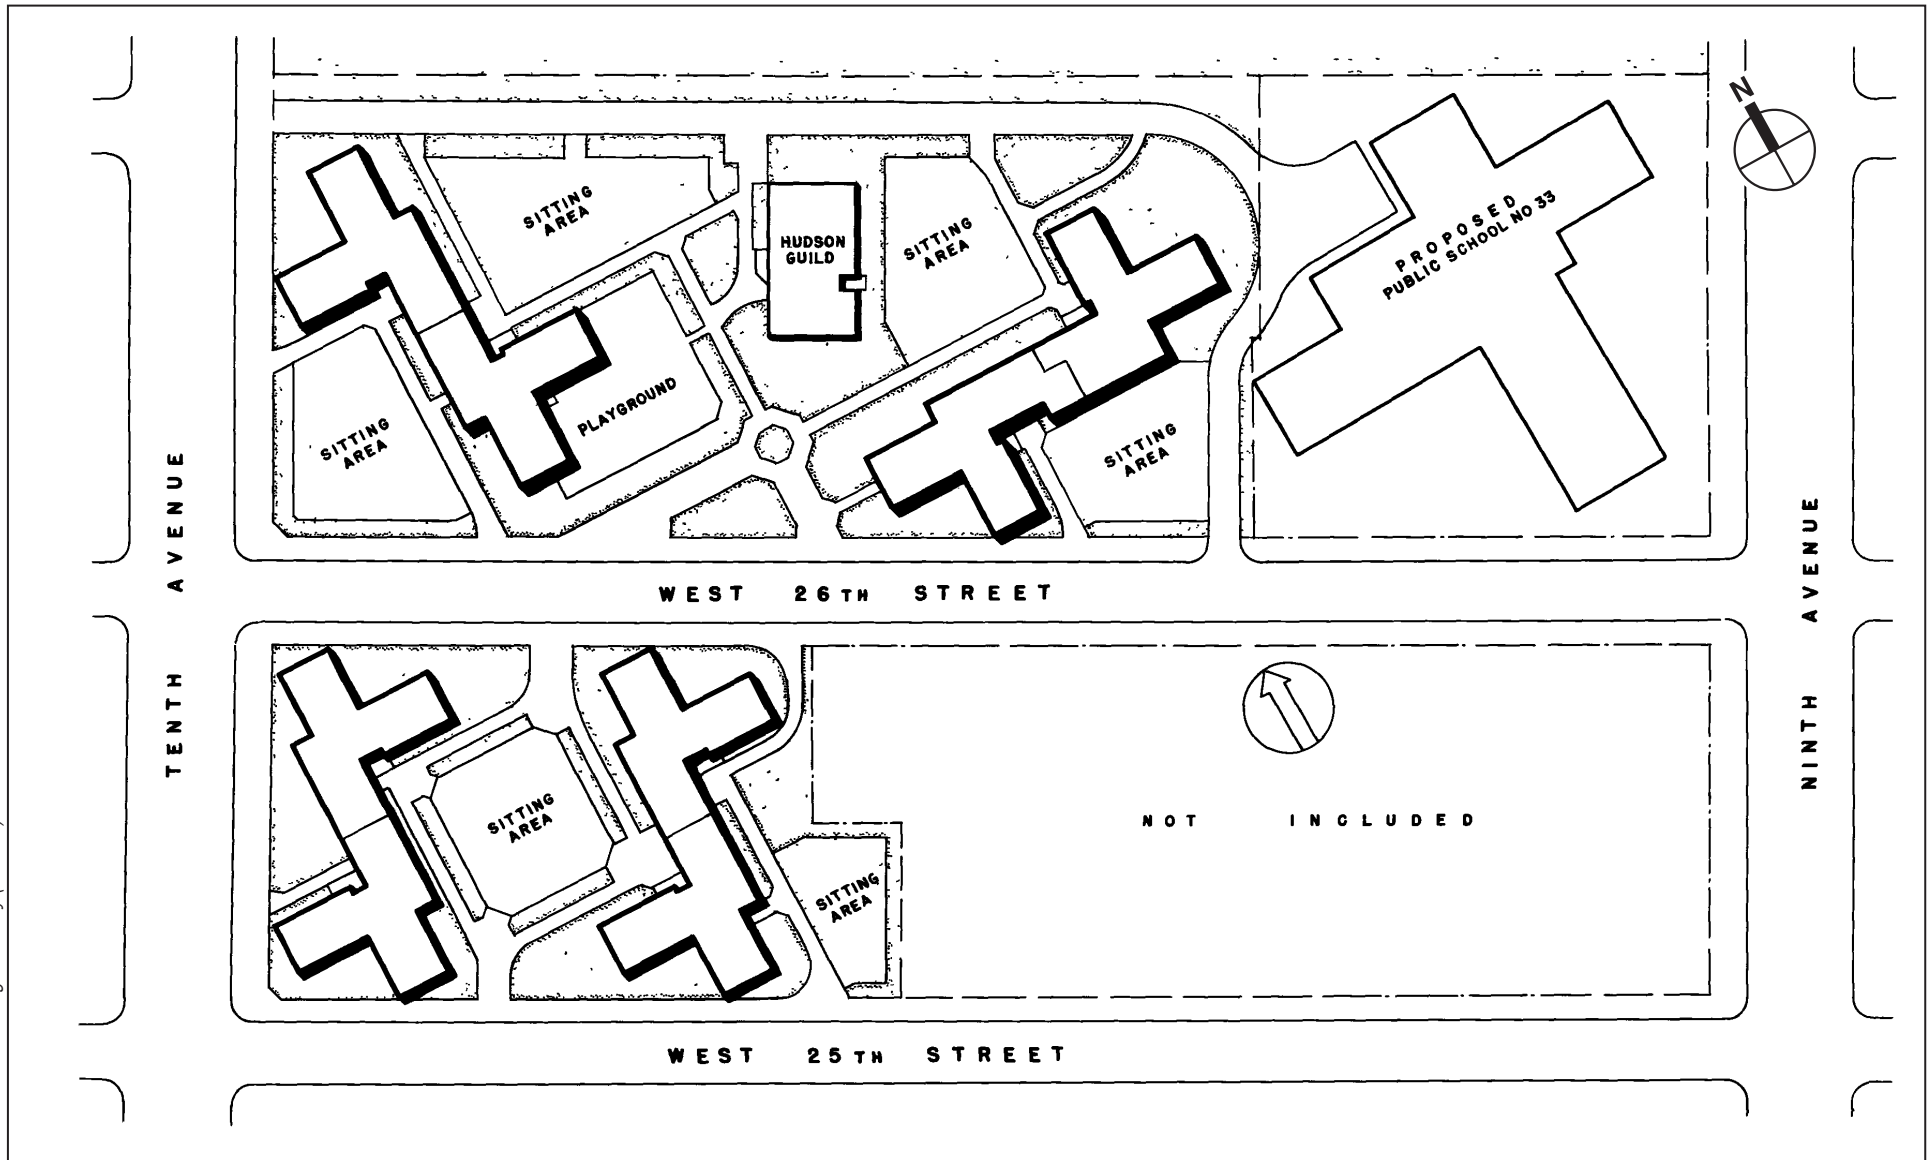 N
SITTING
AREA
HUDSON
GUILD
SITTING
AREA
PROPOSED
PUBLIC SCHOOL NO 33
PLAYGROUND
SITTING
AREA
SITTING
AREA
TENTH AVENUE
NINTH AVENUE
WEST 26TH STREET
SITTING
AREA
NOT INCLUDED
SITTING
AREA
WEST 25TH STREET